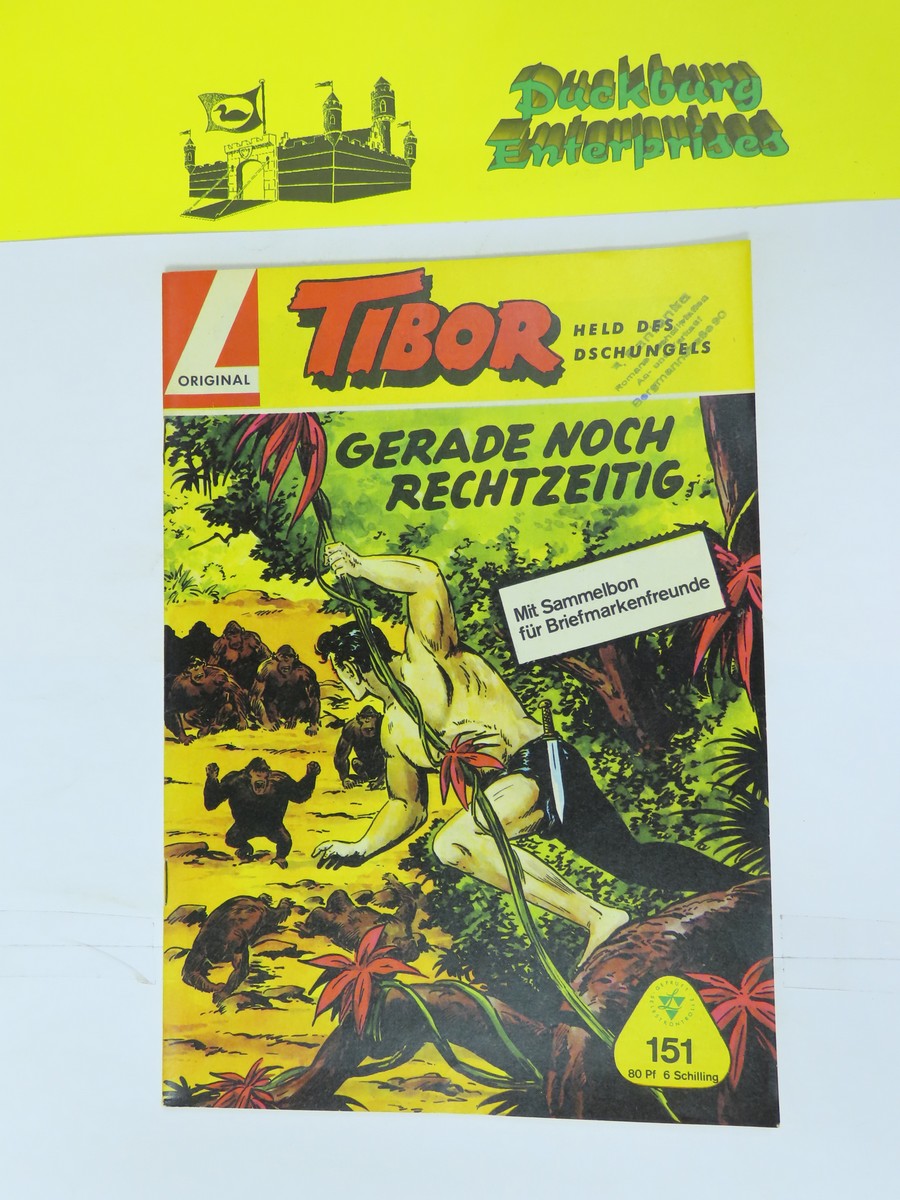 Duckburg
Enterprises
ORIGINAL
TIBOR
HELD DES
DSCHUNGELS
GERADE NOCH
RECHTZEITIG
Mit Sammelbon
für Briefmarkenfreunde
151
80 Pf 6 Schilling